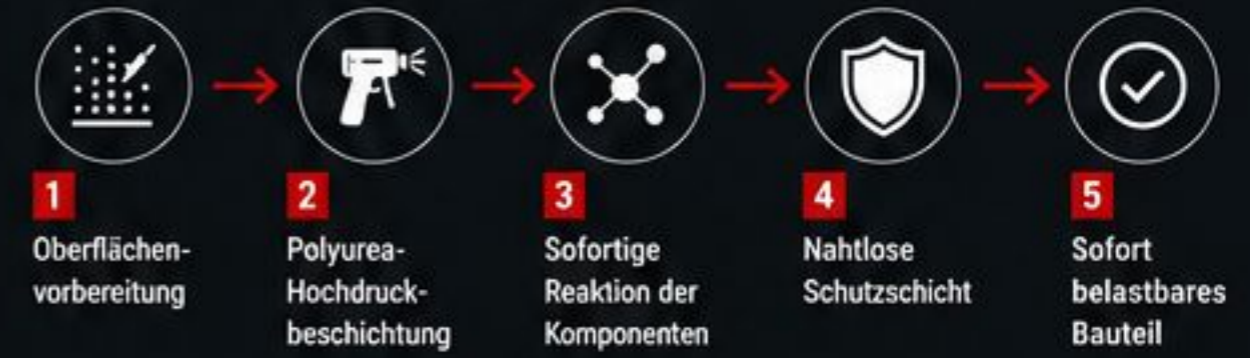 1
Oberflächen-
vorbereitung
2
Polyurea-
Hochdruck-
beschichtung
3
Sofortige
Reaktion der
Komponenten
4
Nahtlose
Schutzschicht
5
Sofort
belastbares
Bauteil